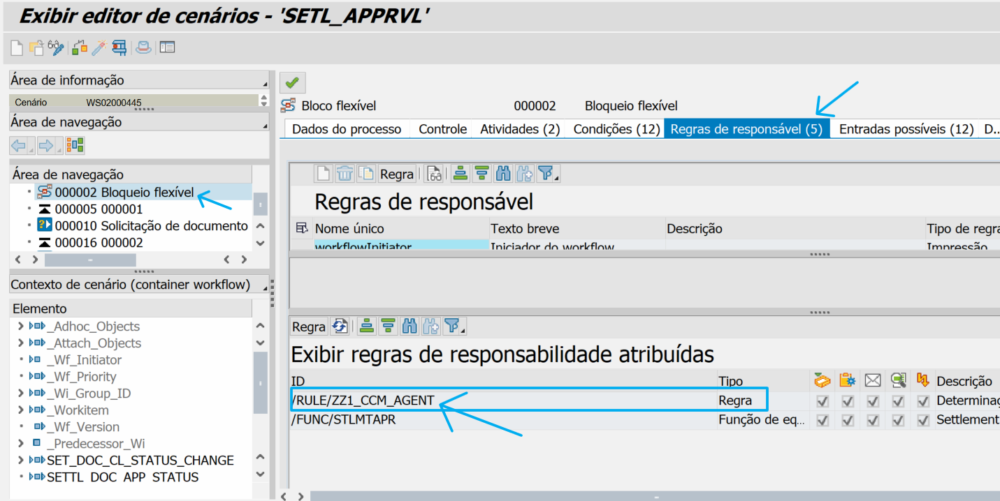 Exibir editor de cenários - 'SETL_APPRVL'
Área de informação
Cenário WS02000445
Área de navegação
Área de navegação
000002 Bloqueio flexível
000005 000001
000010 Solicitação de documento
000016 000002
Contexto de cenário (container workflow)
Elemento
_Adhoc_Objects
_Attach_Objects
_Wf_Initiator
_Wf_Priority
_Wi_Group_ID
_Workitem
_Wf_Version
_Predecessor_Wi
SET_DOC_CL_STATUS_CHANGE
SETTL_DOC_APP_STATUS
Bloco flexível 000002 Bloqueio flexível
Dados do processo Controle Atividades (2) Condições (12) Regras de responsável (5) Entradas possíveis (12) D...
Regra
Regras de responsável
Nome único Texto breve Descrição Tipo de regra
workflowInitiator Iniciador do workflow Impressão
Regra
Exibir regras de responsabilidade atribuídas
ID Tipo Descrição
/RULE/ZZ1_CCM_AGENT Regra Determinaç
/FUNC/STLMTAPR Função de eq... Settlement